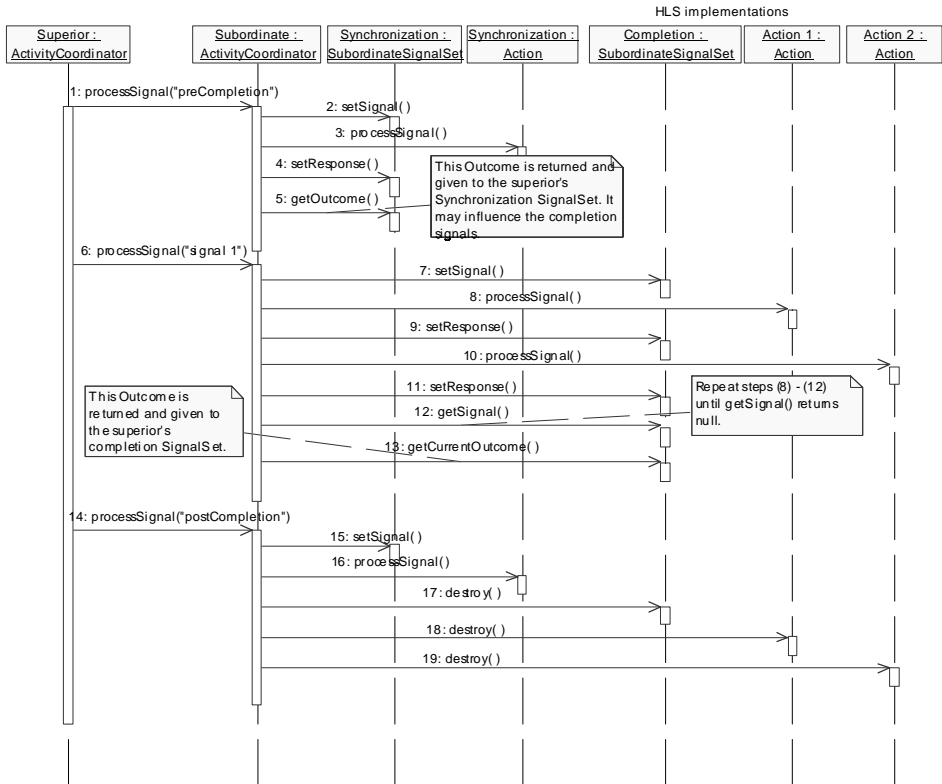 HLS implementations
Superior :
ActivityCoordinator
Subordinate :
ActivityCoordinator
Synchronization :
SubordinateSignalSet
Synchronization :
Action
Completion :
SubordinateSignalSet
Action 1 :
Action
Action 2 :
Action
1: processSignal("preCompletion")
2: setSignal( )
3: processSignal( )
4: setResponse( )
This Outcome is returned and
given to the superior's
Synchronization SignalSet. It
may influence the completion
signals.
5: getOutcome( )
6: processSignal("signal 1")
7: setSignal( )
8: processSignal( )
9: setResponse( )
10: processSignal( )
11: setResponse( )
Repeat steps (8) - (12)
until getSignal() returns
null.
This Outcome is
returned and given to
the superior's
completion SignalSet.
12: getSignal( )
13: getCurrentOutcome( )
14: processSignal("postCompletion")
15: setSignal( )
16: processSignal( )
17: destroy( )
18: destroy( )
19: destroy( )